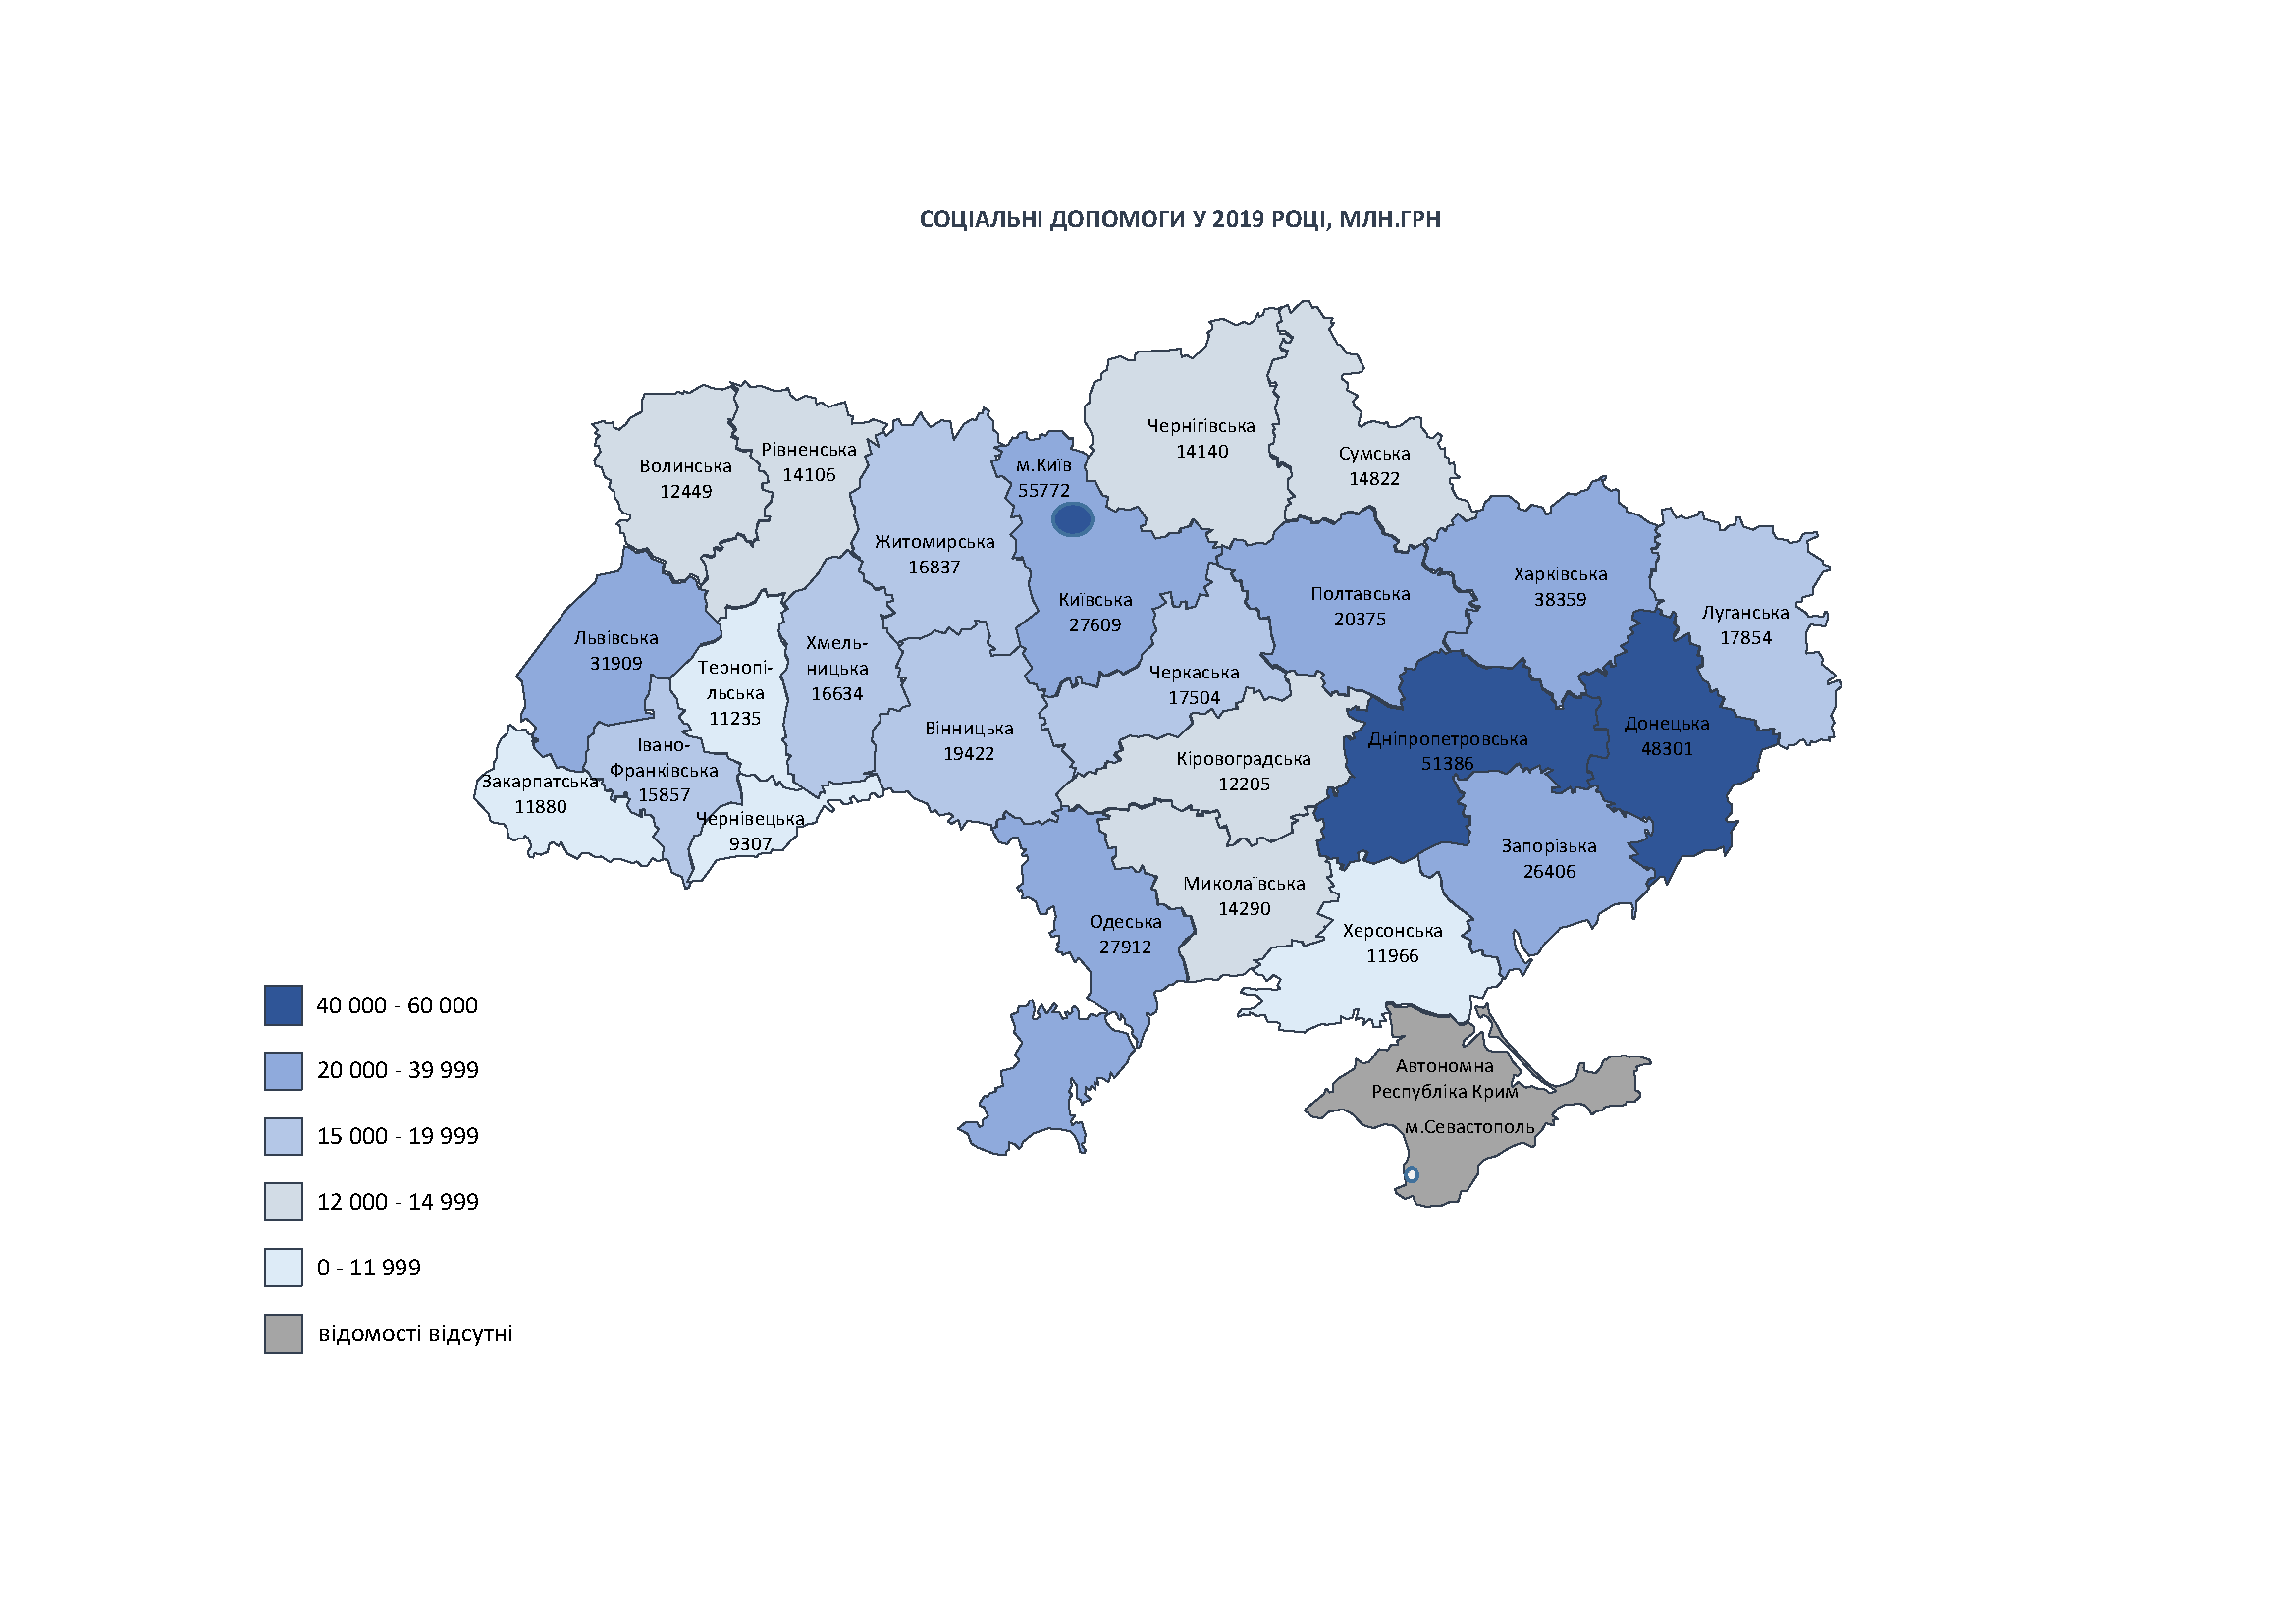 СОЦІАЛЬНІ ДОПОМОГИ У 2019 РОЦІ, МЛН.ГРН
Чернігівська
14140
Сумська
14822
Рівненська
14106
Волинська
12449
м.Київ
55772
Житомирська
16837
Київська
27609
Полтавська
20375
Харківська
38359
Луганська
17854
Львівська
31909
Тернопі-
льська
11235
Хмель-
ницька
16634
Вінницька
19422
Черкаська
17504
Кіровоградська
12205
Дніпропетровська
51386
Донецька
48301
Івано-
Франківська
15857
Закарпатська
11880
Чернівецька
9307
Запорізька
26406
Миколаївська
14290
Одеська
27912
Херсонська
11966
Автономна
Республіка Крим
м.Севастополь
40 000 - 60 000
20 000 - 39 999
15 000 - 19 999
12 000 - 14 999
0 - 11 999
відомості відсутні